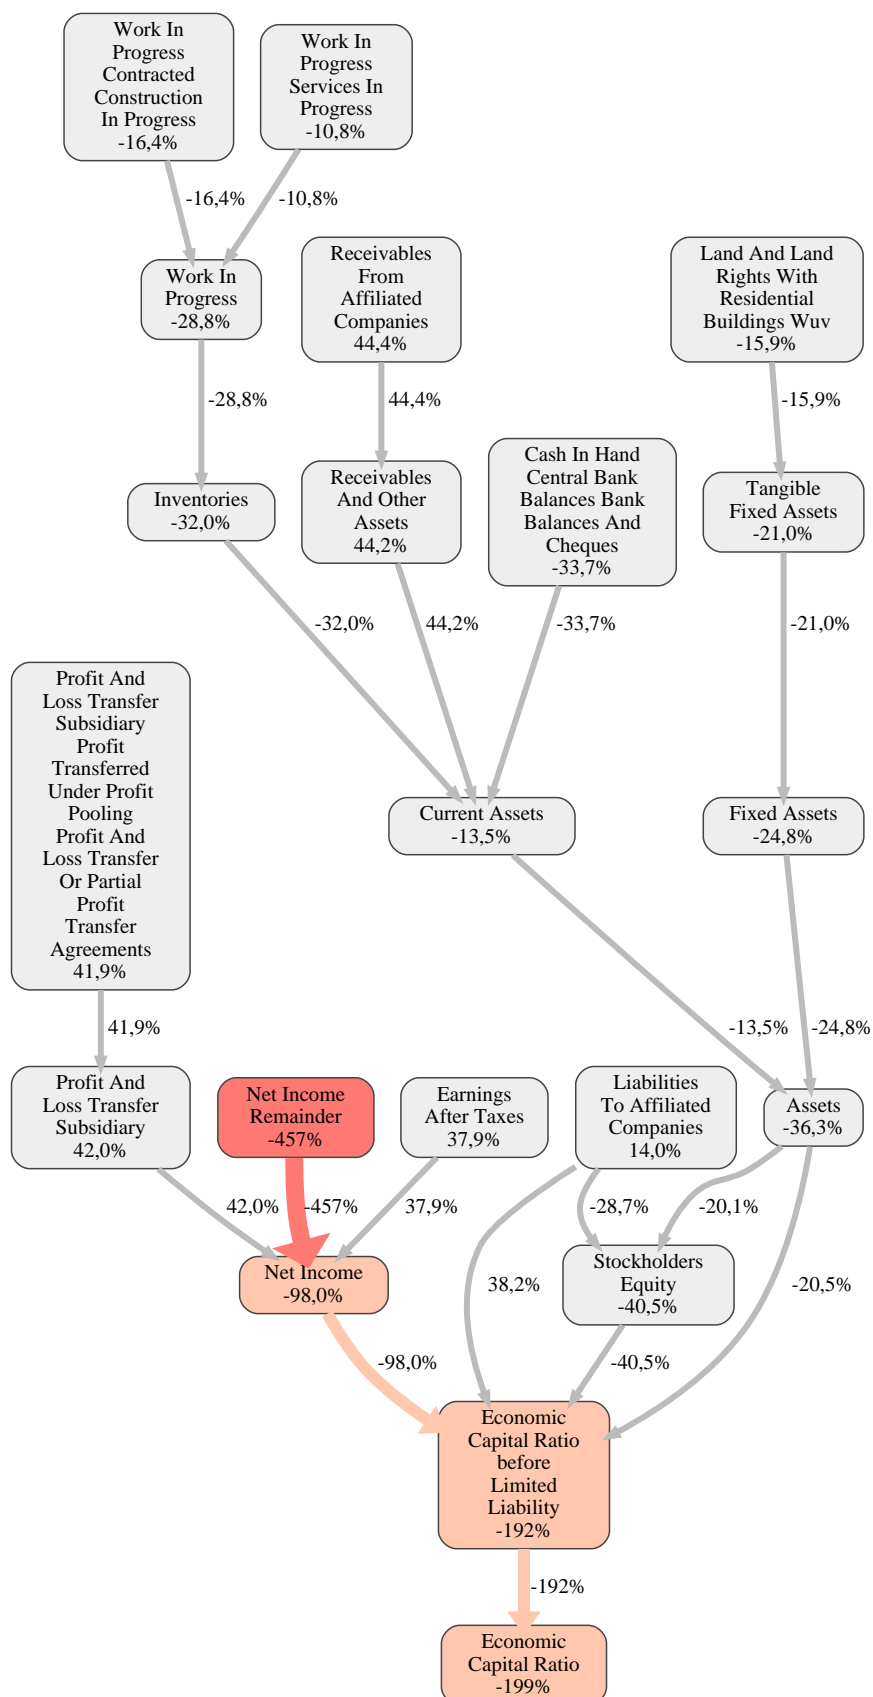 Work In
Progress
Contracted
Construction
In Progress
-16,4%
Work In
Progress
Services In
Progress
-10,8%
-16,4%
-10,8%
Work In
Progress
-28,8%
Receivables
From
Affiliated
Companies
44,4%
Land And Land
Rights With
Residential
Buildings Wuv
-15,9%
-28,8%
44,4%
-15,9%
Inventories
-32,0%
Receivables
And Other
Assets
44,2%
Cash In Hand
Central Bank
Balances Bank
Balances And
Cheques
-33,7%
Tangible
Fixed Assets
-21,0%
-32,0%
44,2%
-33,7%
-21,0%
Profit And
Loss Transfer
Subsidiary
Profit
Transferred
Under Profit
Pooling
Profit And
Loss Transfer
Or Partial
Profit
Transfer
Agreements
41,9%
Current Assets
-13,5%
Fixed Assets
-24,8%
41,9%
-13,5%
-24,8%
Profit And
Loss Transfer
Subsidiary
42,0%
Net Income
Remainder
-457%
Earnings
After Taxes
37,9%
Liabilities
To Affiliated
Companies
14,0%
Assets
-36,3%
42,0%
-457%
37,9%
-28,7%
-20,1%
Net Income
-98,0%
38,2%
Stockholders
Equity
-40,5%
-20,5%
-98,0%
-40,5%
Economic
Capital Ratio
before
Limited
Liability
-192%
-192%
Economic
Capital Ratio
-199%